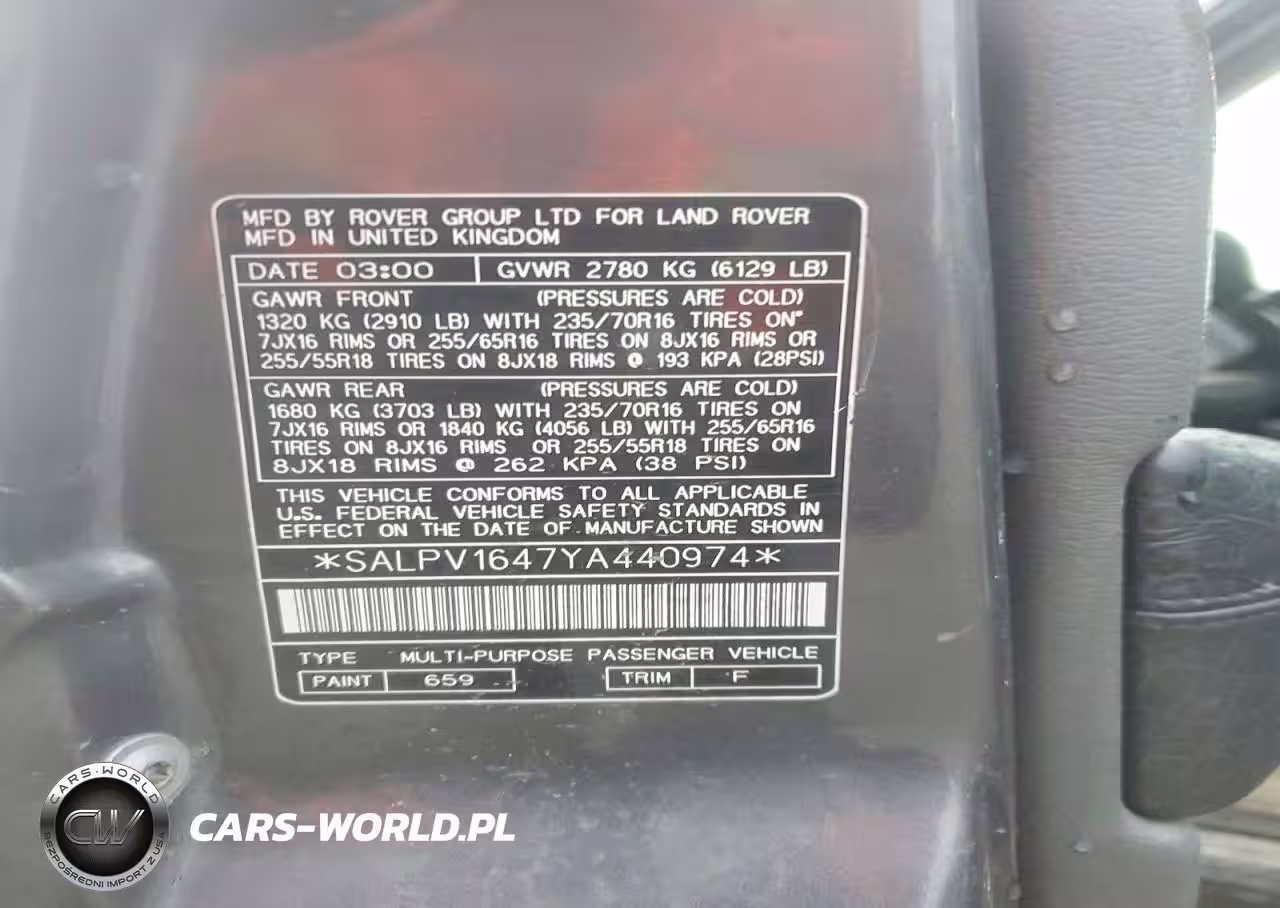 MFD BY ROVER GROUP LTD FOR LAND ROVER
MFD IN UNITED KINGDOM
DATE 03:00 GVWR 2780 KG (6129 LB)
GAWR FRONT (PRESSURES ARE COLD)
1320 KG (2910 LB) WITH 235/70R16 TIRES ON
7JX16 RIMS OR 255/65R16 TIRES ON 8JX16 RIMS OR
255/55R18 TIRES ON 8JX18 RIMS @ 193 KPA (28PSI)
GAWR REAR (PRESSURES ARE COLD)
1680 KG (3703 LB) WITH 235/70R16 TIRES ON
7JX16 RIMS OR 1840 KG (4056 LB) WITH 255/65R16
TIRES ON 8JX16 RIMS OR 255/55R18 TIRES ON
8JX18 RIMS @ 262 KPA (38 PSI)
THIS VEHICLE CONFORMS TO ALL APPLICABLE
U.S. FEDERAL VEHICLE SAFETY STANDARDS IN
EFFECT ON THE DATE OF MANUFACTURE SHOWN
*SALPV1647YA440974*
TYPE MULTI-PURPOSE PASSENGER VEHICLE
PAINT 659 TRIM F
CARS-WORLD
CW
BEZPOŚREDNI IMPORT Z USA
CARS-WORLD.PL